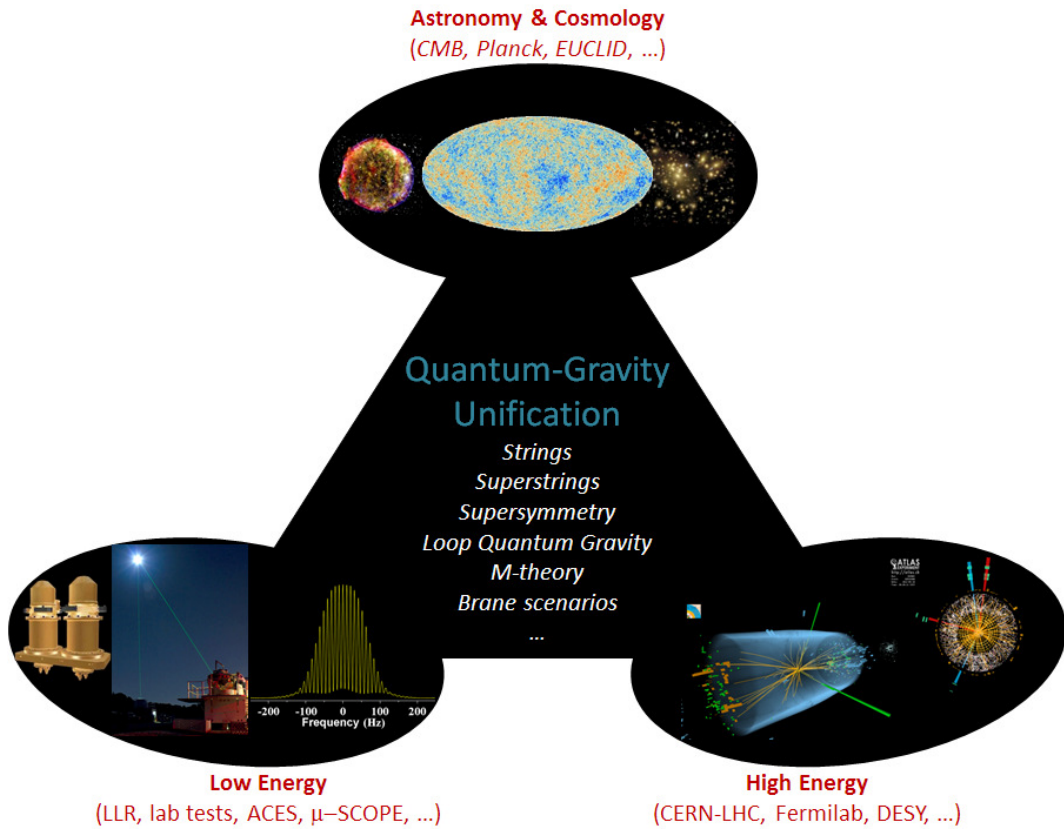 Astronomy & Cosmology
(CMB, Planck, EUCLID, ...)
Quantum-Gravity
Unification
Strings
Superstrings
Supersymmetry
Loop Quantum Gravity
M-theory
Brane scenarios
...
ATLAS
EXPERIMENT
-200 -100 0 100 200
Frequency (Hz)
Low Energy
(LLR, lab tests, ACES, μ–SCOPE, ...)
High Energy
(CERN-LHC, Fermilab, DESY, ...)